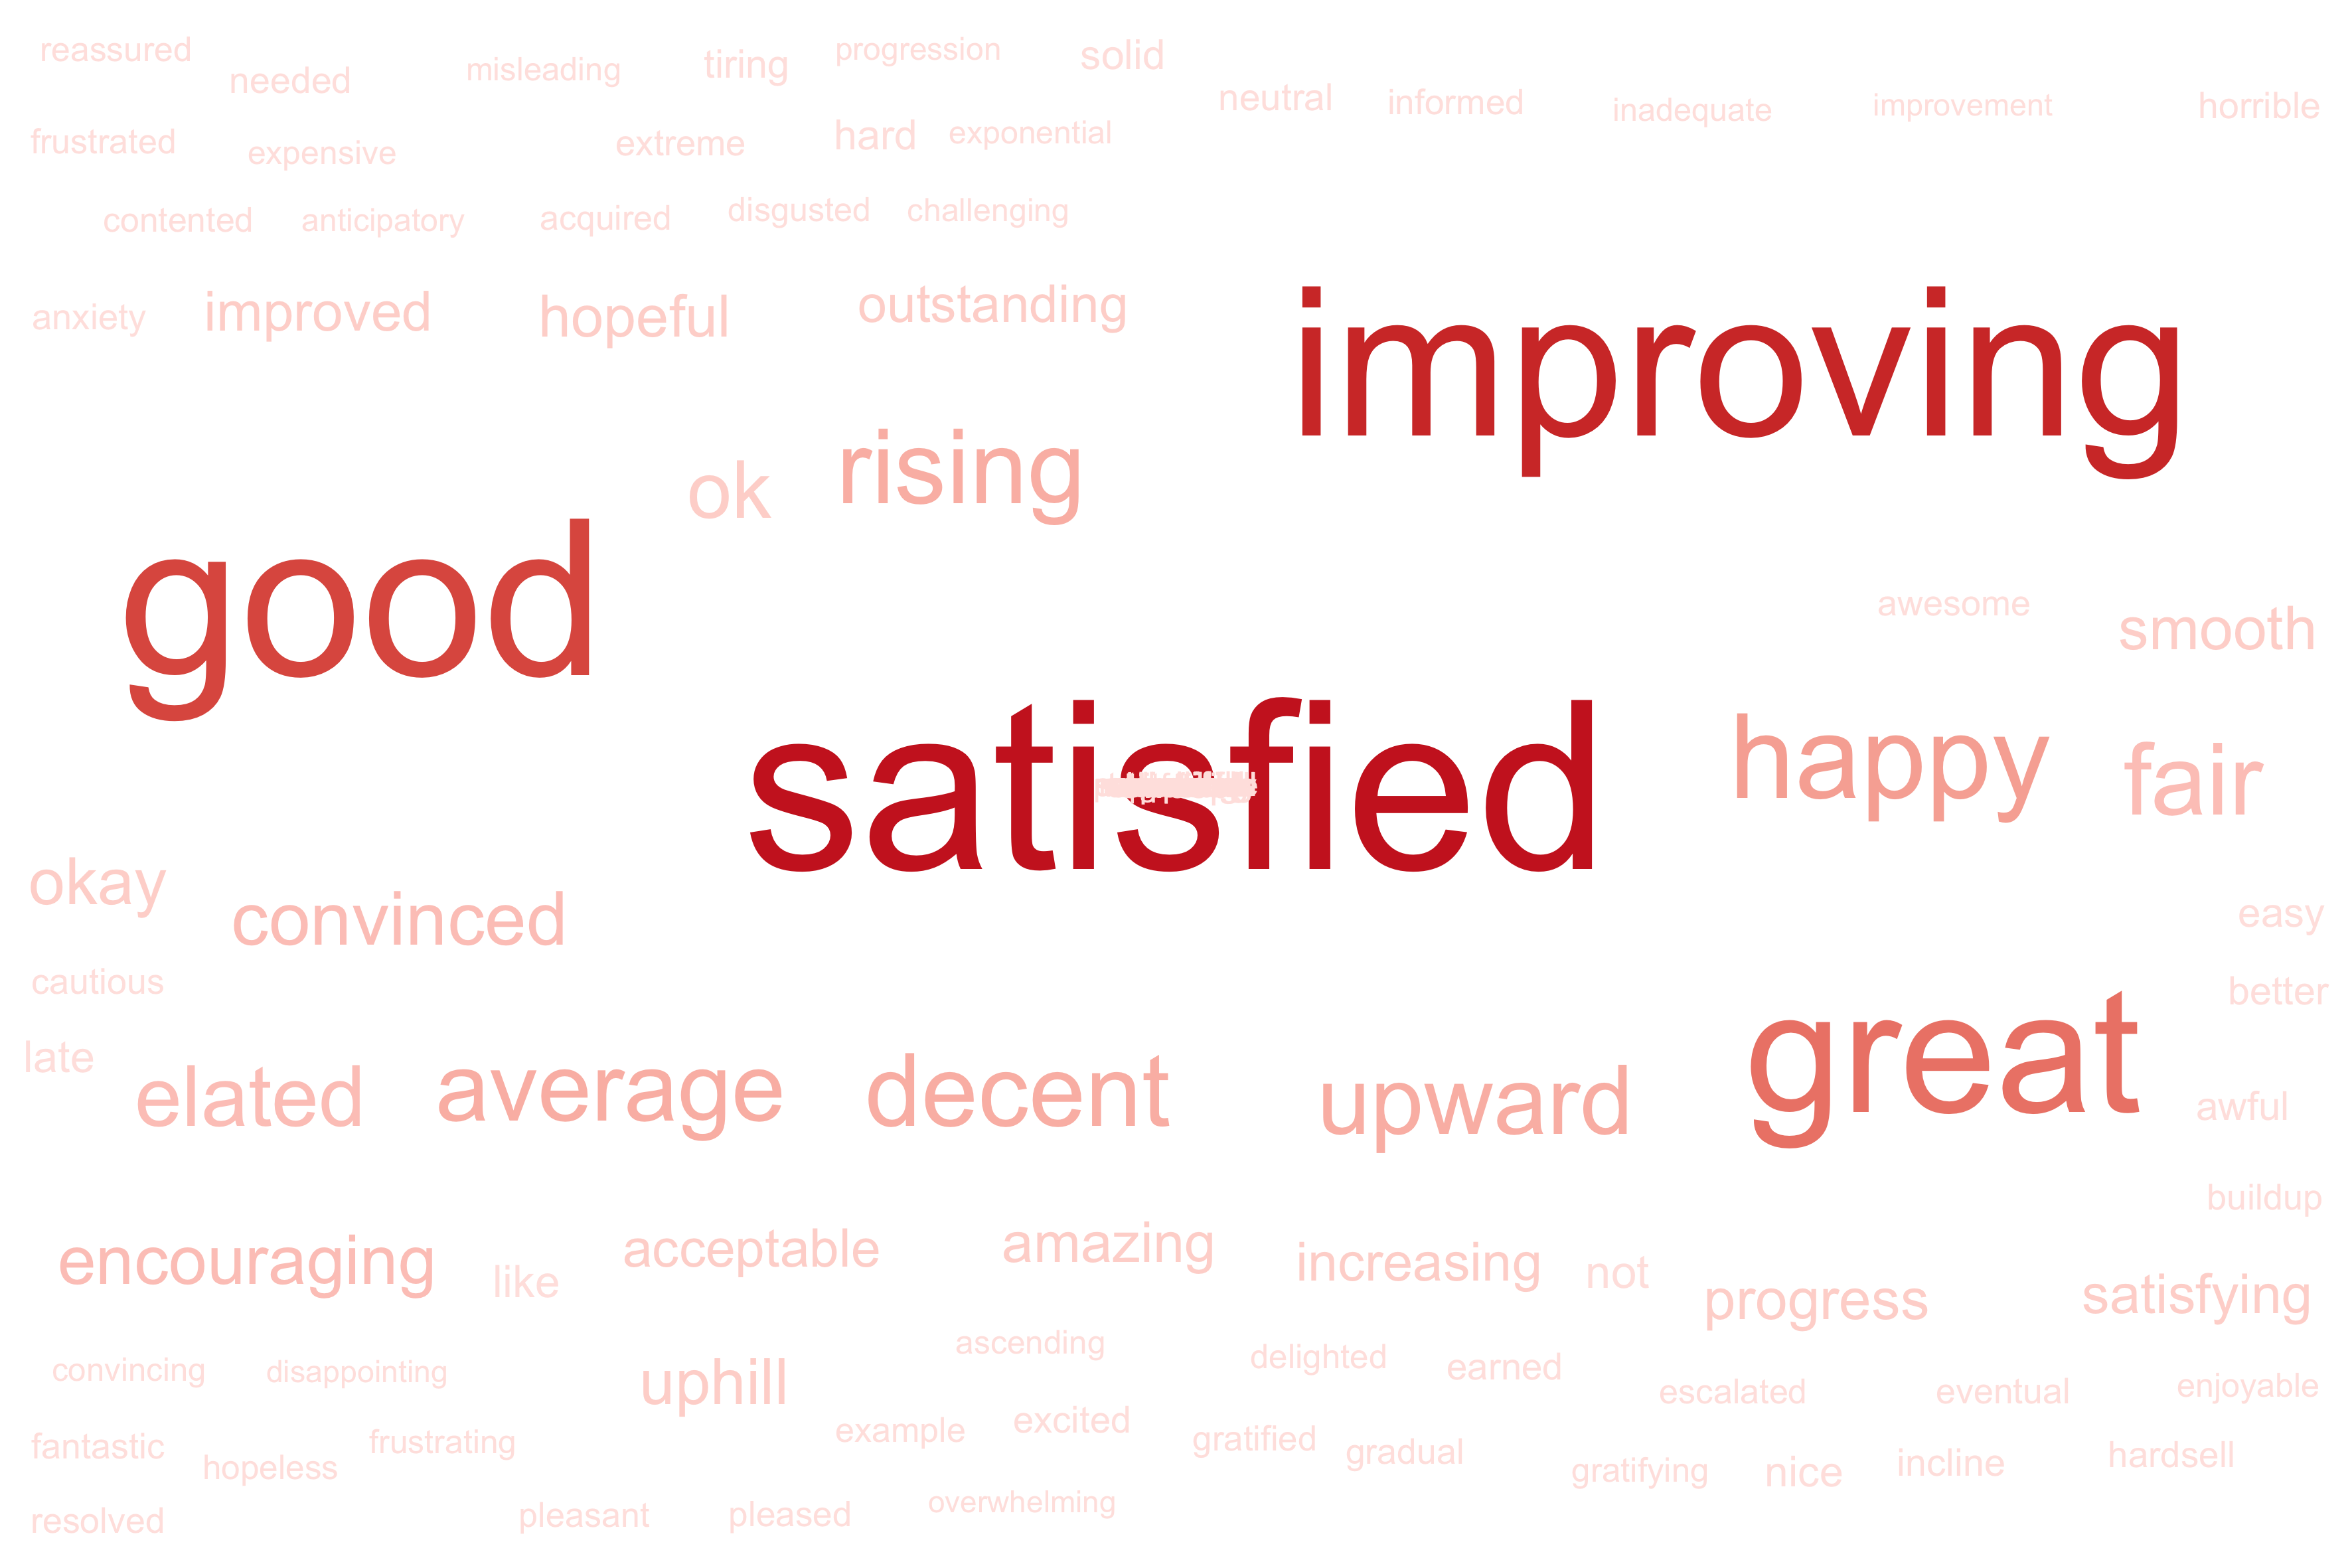 reassured
needed
misleading
tiring
progression
solid
neutral
informed
inadequate
improvement
horrible
frustrated
expensive
extreme
hard
exponential
contented
anticipatory
acquired
disgusted
challenging
anxiety
improved
hopeful
outstanding
improving
ok
rising
good
awesome
smooth
satisfied
happy
fair
okay
convinced
easy
cautious
better
late
elated
average
decent
upward
great
awful
buildup
encouraging
like
acceptable
amazing
increasing
not
progress
satisfying
convincing
disappointing
uphill
ascending
delighted
earned
escalated
eventual
enjoyable
fantastic
hopeless
frustrating
example
excited
gratified
gradual
gratifying
nice
incline
hardsell
resolved
pleasant
pleased
overwhelming